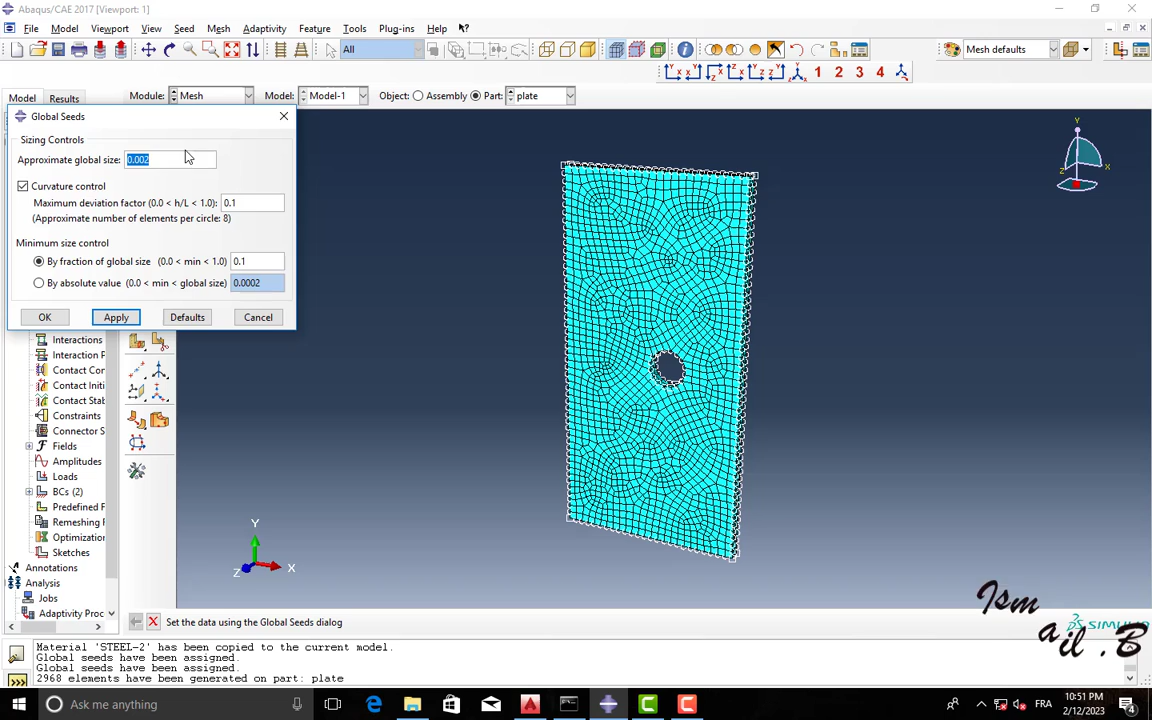 Abaqus/CAE 2017 [Viewport: 1]
File Model Viewport View Seed Mesh Adaptivity Feature Tools Plug-ins Help
All
Mesh defaults
1 2 3 4
Model Results Module: Mesh Model: Model-1 Object: Assembly Part: plate
Global Seeds
Sizing Controls
Approximate global size: 0.002
Curvature control
Maximum deviation factor (0.0 < h/L < 1.0): 0.1
(Approximate number of elements per circle: 8)
Minimum size control
By fraction of global size (0.0 < min < 1.0) 0.1
By absolute value (0.0 < min < global size) 0.0002
OK Apply Defaults Cancel
Interactions
Interaction P
Contact Con
Contact Initi
Contact Stab
Constraints
Connector S
Fields
Amplitudes
Loads
BCs (2)
Predefined F
Remeshing R
Optimization
Sketches
Annotations
Analysis
Jobs
Adaptivity Proc
Y
X
Z
Y
Z
X
Set the data using the Global Seeds dialog
Ism
a il .B
Material 'STEEL-2' has been copied to the current model.
Global seeds have been assigned.
Global seeds have been assigned.
2968 elements have been generated on part: plate
Ask me anything
FRA
10:51 PM
2/12/2023